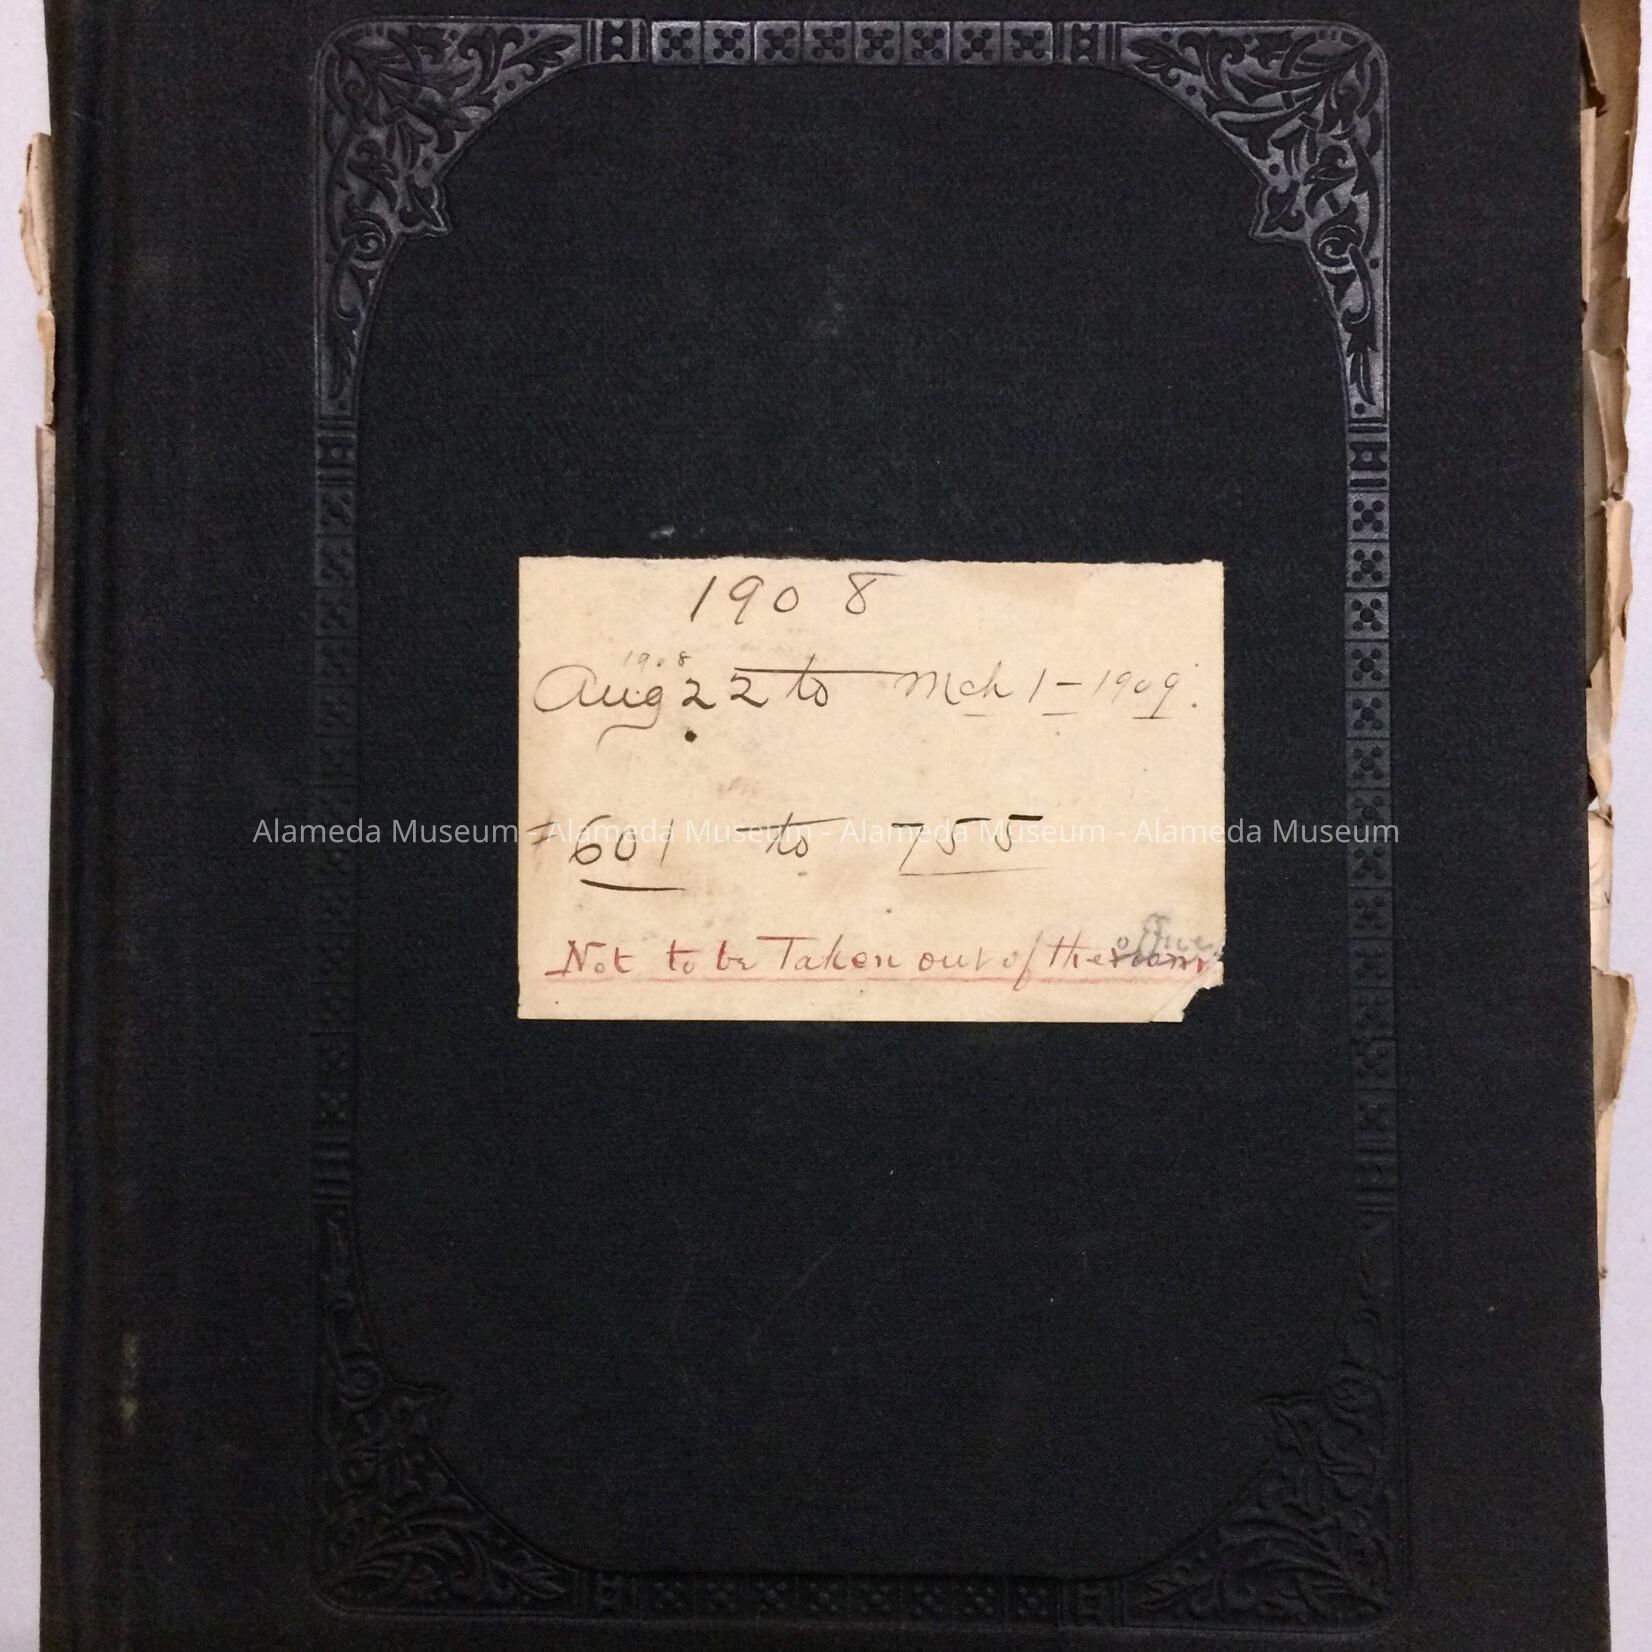 1908
1908
Aug 22 to Mch 1 - 1909.
Alameda Museum - Alameda Museum - Alameda Museum - Alameda Museum
#601 to 755
office
Not to be Taken out of the room